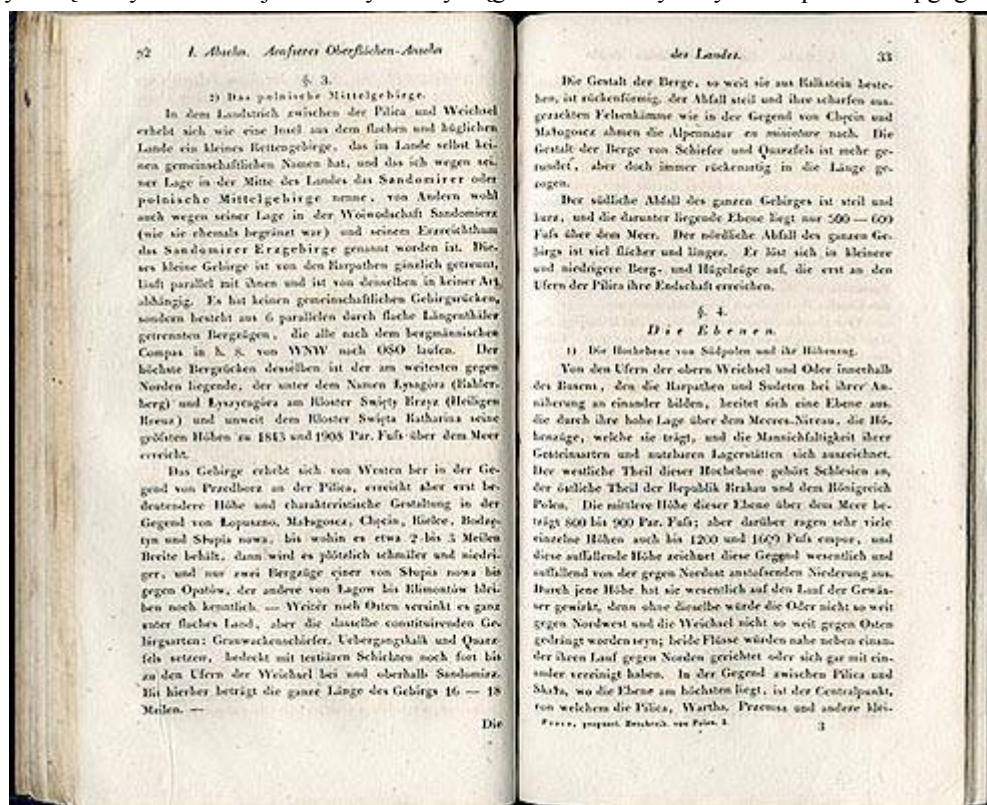 32 I. Abschn. Aeusseres Oberflächen-Ansehn
§. 3.
2) Das polnische Mittelgebirge.
In dem Landstrich zwischen der Pilica und Weichsel
erhebt sich wie eine Insel aus dem flachen und hüglichen
Lande ein kleines Kettengebirge, das im Lande selbst kei-
nen gemeinschaftlichen Namen hat, und das ich wegen sei-
ner Lage in der Mitte des Landes das Sandomirer oder
polnische Mittelgebirge nenne, von Andern wohl
auch wegen seiner Lage in der Woiwodschaft Sandomierz
(wie sie ehemals begränzt war) und seinem Erzreichthum
das Sandomirer Erzgebirge genannt worden ist. Die-
ses kleine Gebirge ist von den Karpathen gänzlich getrennt,
läuft parallel mit ihnen und ist von denselben in keiner Art
abhängig. Es hat keinen gemeinschaftlichen Gebirgsrücken,
sondern besteht aus 6 parallelen durch flache Längenthäler
getrennten Bergzügen, die alle nach dem bergmännischen
Compas in h. 8. von WNW nach OSO laufen. Der
höchste Bergrücken desselben ist der am weitesten gegen
Norden liegende, der unter dem Namen Łysagóra (Kahler-
berg) und Łyszycagóra am Kloster Święty Krzyz (Heiligen
Kreuz) und unweit dem Kloster Święta Katharina seine
größten Höhen zu 1813 und 1908 Par. Fuß über dem Meer
erreicht.
Das Gebirge erhebt sich von Westen her in der Ge-
gend von Przedborz an der Pilica, erreicht aber erst be-
deutendere Höhe und charakteristische Gestaltung in der
Gegend von Łopuszno, Małogoscz, Chęcin, Kielce, Bodzę-
tyn und Słupia nowa, bis wohin es etwa 2 bis 3 Meilen
Breite behält, dann wird es plötzlich schmäler und niedri-
ger, und nur zwei Bergzüge einer von Słupia nowa bis
gegen Opatów, der andere von Łagow bis Klimontów blei-
ben noch kenntlich. — Weiter nach Osten versinkt es ganz
unter flaches Land, aber die dasselbe constituirenden Ge-
birgsarten: Grauwackenschiefer, Uebergangskalk und Quarz-
fels setzen, bedeckt mit tertiären Schichten noch fort bis
zu den Ufern der Weichsel bei und oberhalb Sandomirz.
Bis hierher beträgt die ganze Länge des Gebirgs 16 — 18
Meilen. —
Die
des Landes. 33
Die Gestalt der Berge, so weit sie aus Kalkstein beste-
hen, ist rückenförmig, der Abfall steil und ihre scharfen aus-
gezackten Felsenkämme wie in der Gegend von Chęcin und
Małogoscz ahmen die Alpennatur en miniature nach. Die
Gestalt der Berge von Schiefer und Quarzfels ist mehr ge-
rundet, aber doch immer rückenartig in die Länge ge-
zogen.
Der südliche Abfall des ganzen Gebirges ist steil und
kurz, und die darunter liegende Ebene liegt nur 500 — 600
Fuß über dem Meer. Der nördliche Abfall des ganzen Ge-
birgs ist viel flächer und länger. Er löst sich in kleinere
und niedrigere Berg- und Hügelzüge auf, die erst an den
Ufern der Pilica ihre Endschaft erreichen.
§. 4.
Die Ebenen.
1) Die Hochebene von Südpolen und ihr Höhenzug.
Von den Ufern der obern Weichsel und Oder innerhalb
des Busens, den die Karpathen und Sudeten bei ihrer An-
näherung an einander bilden, breitet sich eine Ebene aus,
die durch ihre hohe Lage über dem Meeres-Niveau, die Hö-
henzüge, welche sie trägt, und die Mannichfaltigkeit ihrer
Gesteinsarten und nutzbaren Lagerstätten sich auszeichnet.
Der westliche Theil dieser Hochebene gehört Schlesien an,
der östliche Theil der Republik Krakau und dem Königreich
Polen. Die mittlere Höhe dieser Ebene über dem Meer be-
trägt 800 bis 900 Par. Fuß; aber darüber ragen sehr viele
einzelne Höhen auch bis 1200 und 1600 Fuß empor, und
diese auffallende Höhe zeichnet diese Gegend wesentlich und
auffallend von der gegen Nordost anstoßenden Niederung aus.
Durch jene Höhe hat sie wesentlich auf den Lauf der Gewäs-
ser gewirkt, denn ohne dieselbe würde die Oder nicht so weit
gegen Nordwest und die Weichsel nicht so weit gegen Osten
gedrängt worden seyn; beide Flüsse würden nahe neben einan-
der ihren Lauf gegen Norden gerichtet oder sich gar mit ein-
ander vereinigt haben. In der Gegend zwischen Pilica und
Skała, wo die Ebene am höchsten liegt, ist der Centralpunkt,
von welchem die Pilica, Wartha, Przemsa und andere klei-
Pusch, geognost. Beschreib. von Polen. I. 3